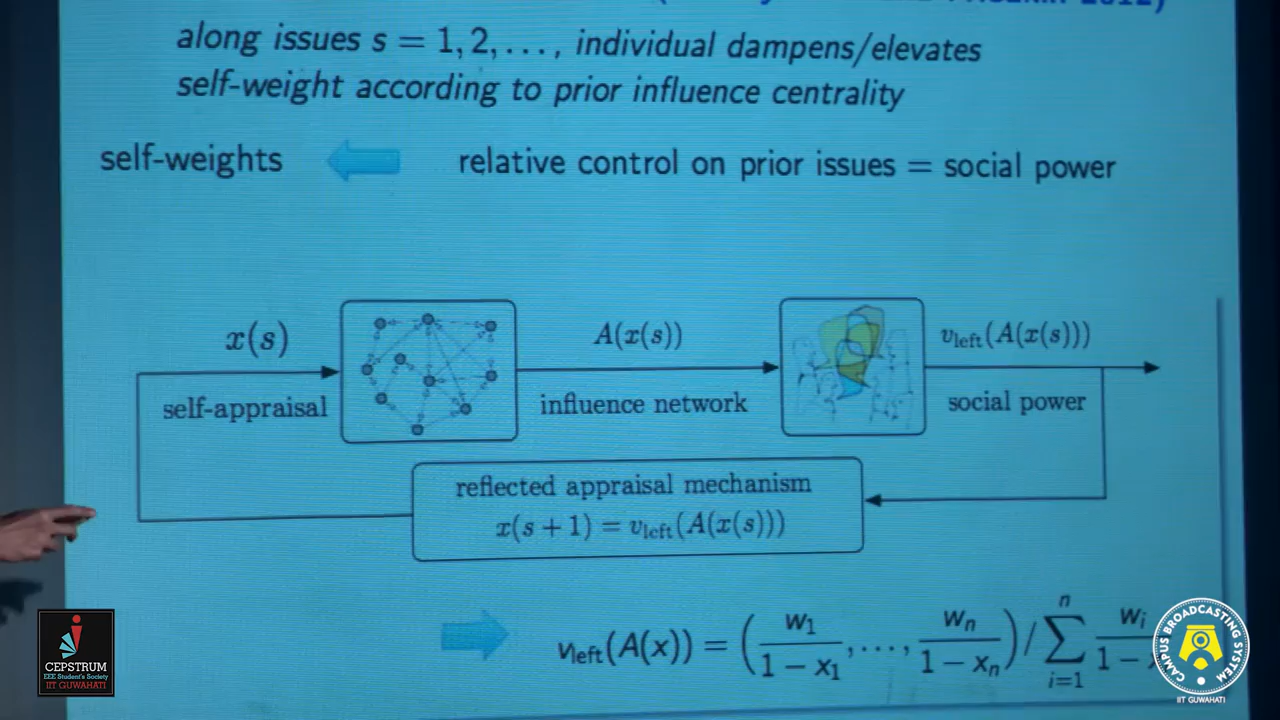 along issues s = 1, 2, . . . , individual dampens/elevates
self-weight according to prior influence centrality
self-weights relative control on prior issues = social power
x(s) A(x(s)) v_left(A(x(s)))
self-appraisal influence network social power
reflected appraisal mechanism
x(s + 1) = v_left(A(x(s)))
v_left(A(x)) = (w_1/(1 − x_1), . . . , w_n/(1 − x_n)) / ∑_{i=1}^{n} w_i/(1 −
CEPSTRUM
EEE Student's Society
IIT GUWAHATI
CAMPUS BROADCASTING SYSTEM
IIT GUWAHATI